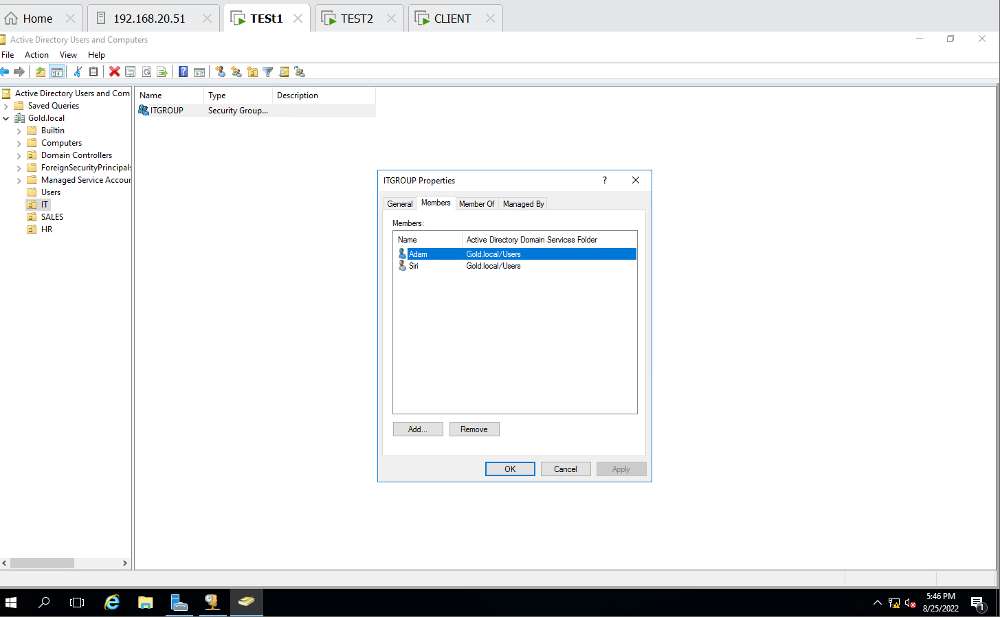 Home
192.168.20.51
TESt1
TEST2
CLIENT
Active Directory Users and Computers
File Action View Help
Active Directory Users and Com
Saved Queries
Gold.local
Builtin
Computers
Domain Controllers
ForeignSecurityPrincipals
Managed Service Accour
Users
IT
SALES
HR
Name Type Description
ITGROUP Security Group...
ITGROUP Properties
?
General Members Member Of Managed By
Members:
Name Active Directory Domain Services Folder
Adam Gold.local/Users
Siri Gold.local/Users
Add... Remove
OK Cancel Apply
5:46 PM
8/25/2022
1